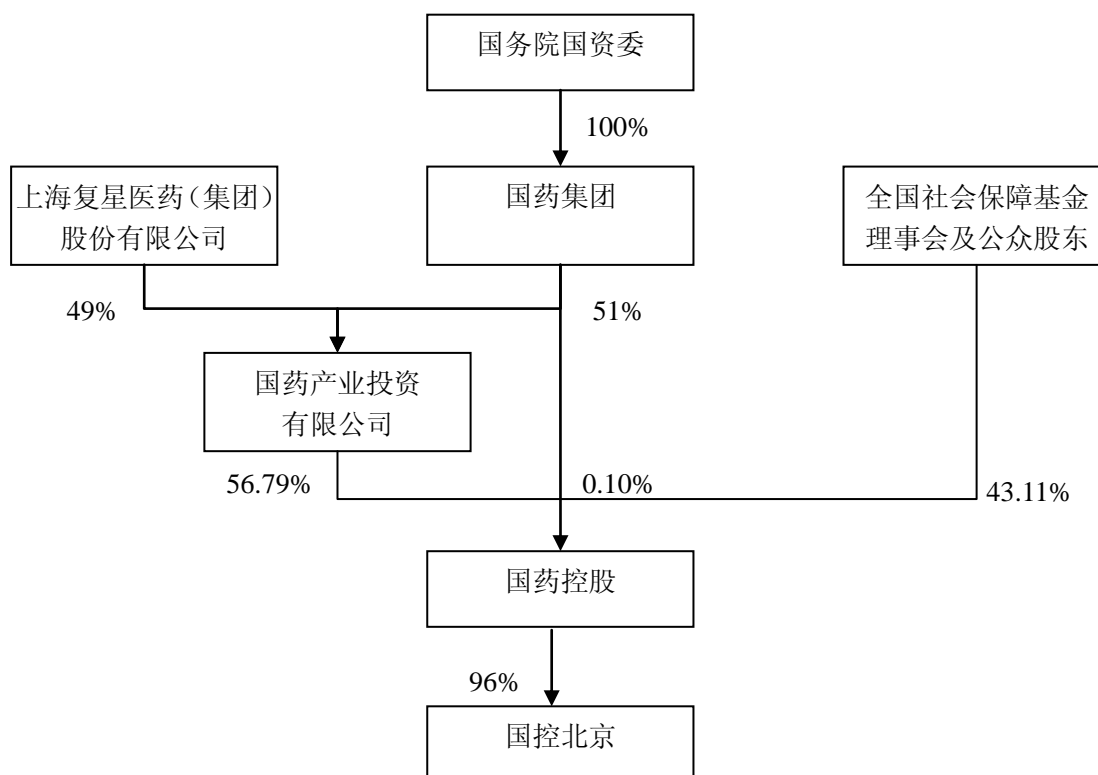 国务院国资委
100%
上海复星医药（集团）
股份有限公司
国药集团
全国社会保障基金
理事会及公众股东
49%
51%
国药产业投资
有限公司
56.79%
0.10%
43.11%
国药控股
96%
国控北京